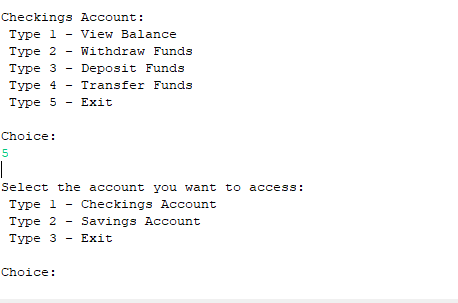 Checkings Account:
Type 1 - View Balance
Type 2 - Withdraw Funds
Type 3 - Deposit Funds
Type 4 - Transfer Funds
Type 5 - Exit
Choice:
5
Select the account you want to access:
Type 1 - Checkings Account
Type 2 - Savings Account
Type 3 - Exit
Choice: